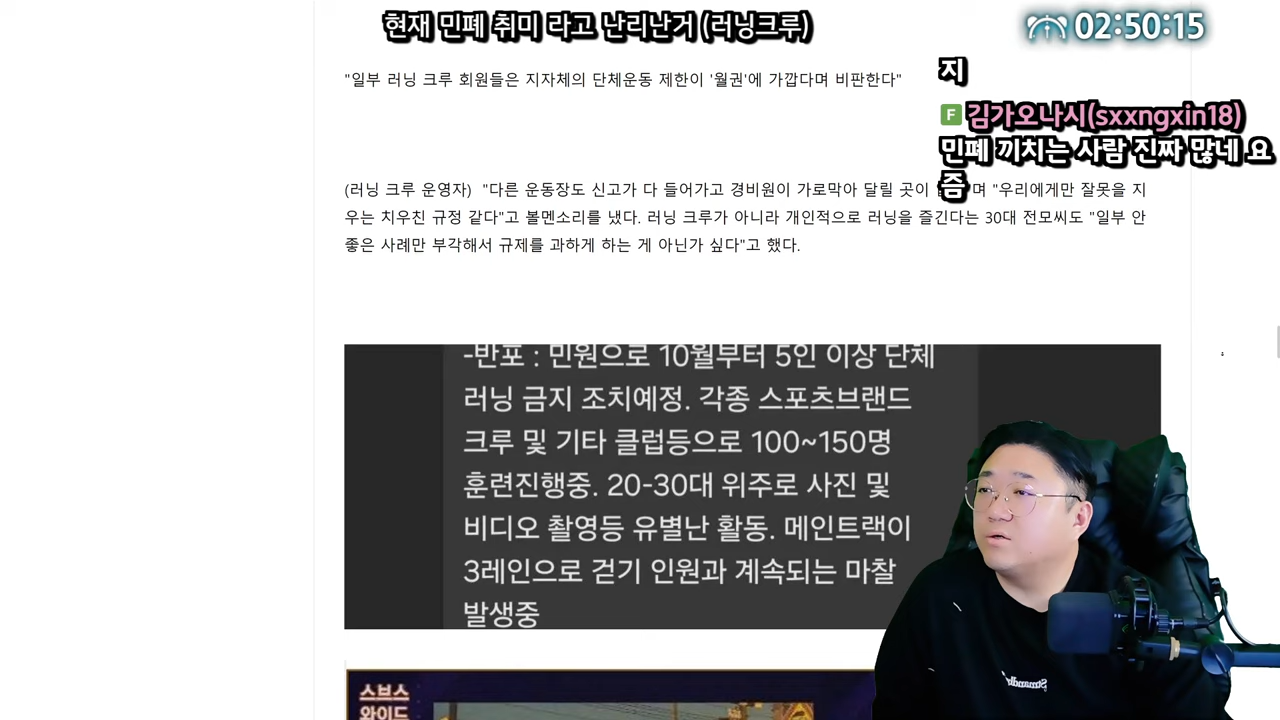 현재 민폐 취미 라고 난리난거 (러닝크루)
02:50:15
"일부 러닝 크루 회원들은 지자체의 단체운동 제한이 '월권'에 가깝다며 비판한다"
지
F 김가오나시(sxxngxin18)
민폐 끼치는 사람 진짜 많네 요
즘
(러닝 크루 운영자) "다른 운동장도 신고가 다 들어가고 경비원이 가로막아 달릴 곳이 며 "우리에게만 잘못을 지
우는 치우친 규정 같다"고 볼멘소리를 냈다. 러닝 크루가 아니라 개인적으로 러닝을 즐긴다는 30대 전모씨도 "일부 안
좋은 사례만 부각해서 규제를 과하게 하는 게 아닌가 싶다"고 했다.
-반포 : 민원으로 10월부터 5인 이상 단체
러닝 금지 조치예정. 각종 스포츠브랜드
크루 및 기타 클럽등으로 100~150명
훈련진행중. 20-30대 위주로 사진 및
비디오 촬영등 유별난 활동. 메인트랙이
3레인으로 걷기 인원과 계속되는 마찰
발생중
스브스
와이드